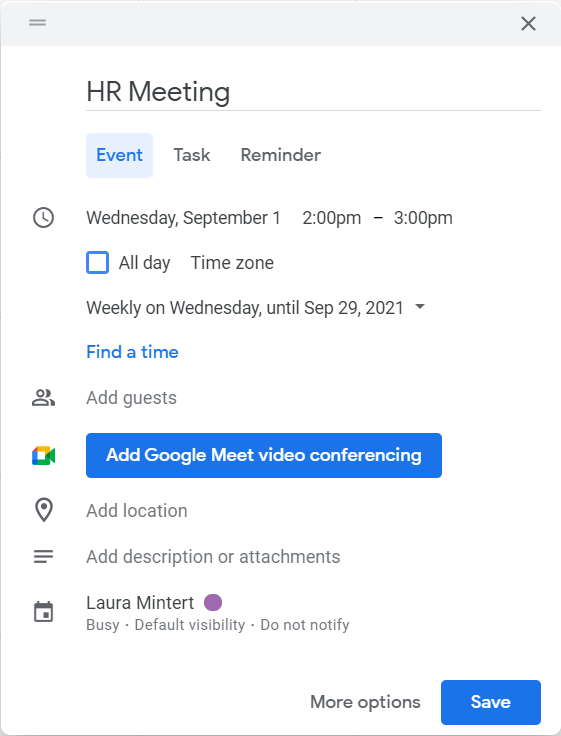 HR Meeting
Event Task Reminder
Wednesday, September 1 2:00pm – 3:00pm
All day Time zone
Weekly on Wednesday, until Sep 29, 2021
Find a time
Add guests
Add Google Meet video conferencing
Add location
Add description or attachments
Laura Mintert
Busy · Default visibility · Do not notify
More options Save